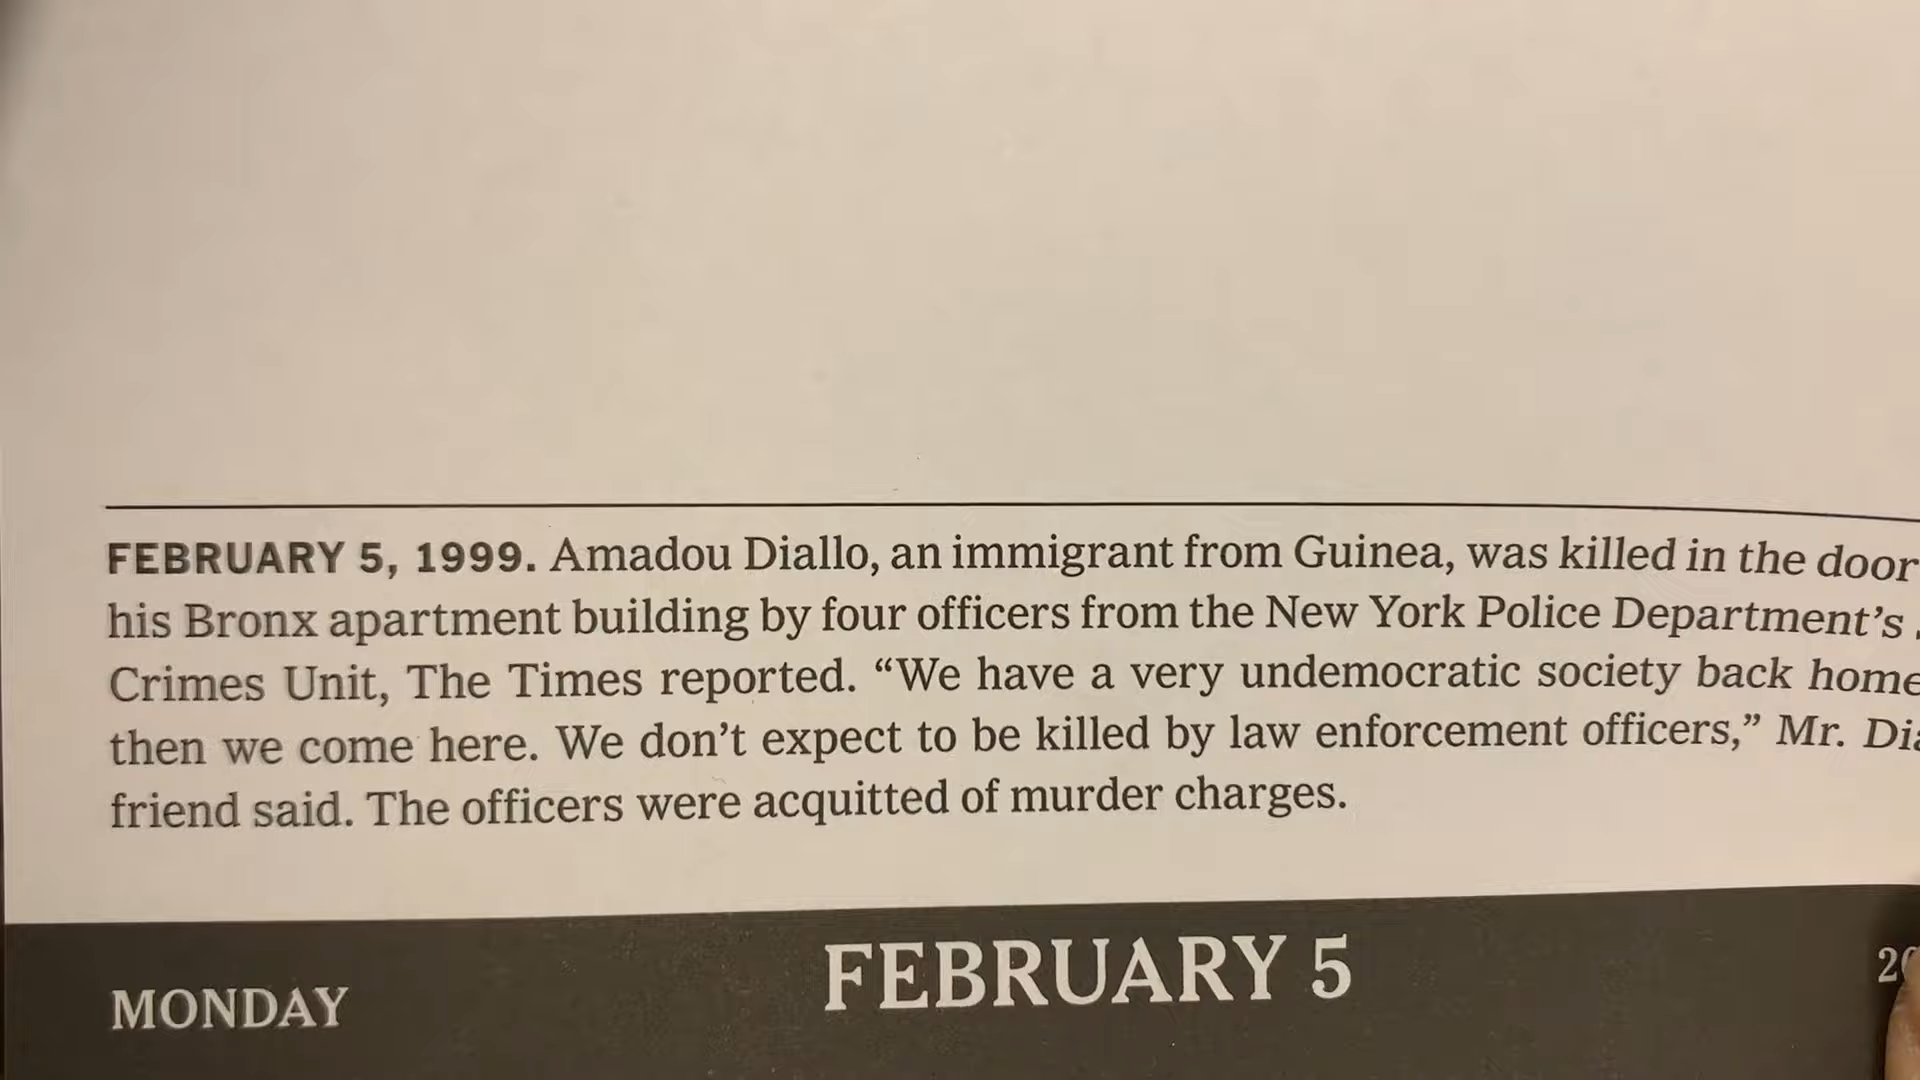 FEBRUARY 5, 1999. Amadou Diallo, an immigrant from Guinea, was killed in the door
his Bronx apartment building by four officers from the New York Police Department’s
Crimes Unit, The Times reported. “We have a very undemocratic society back home
then we come here. We don’t expect to be killed by law enforcement officers,” Mr. Dia
friend said. The officers were acquitted of murder charges.
MONDAY FEBRUARY 5